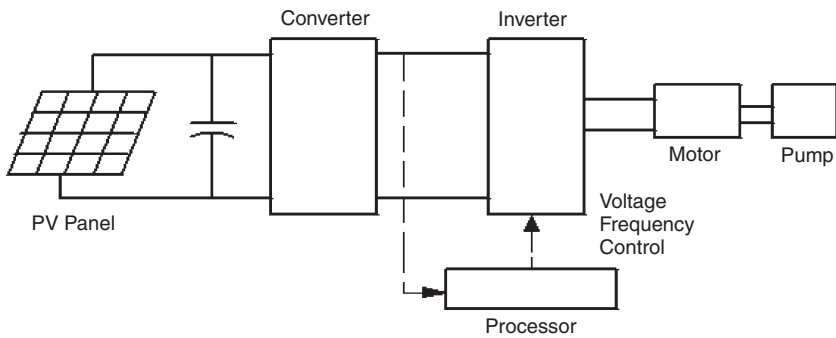 Converter
Inverter
PV Panel
Motor
Pump
Voltage
Frequency
Control
Processor